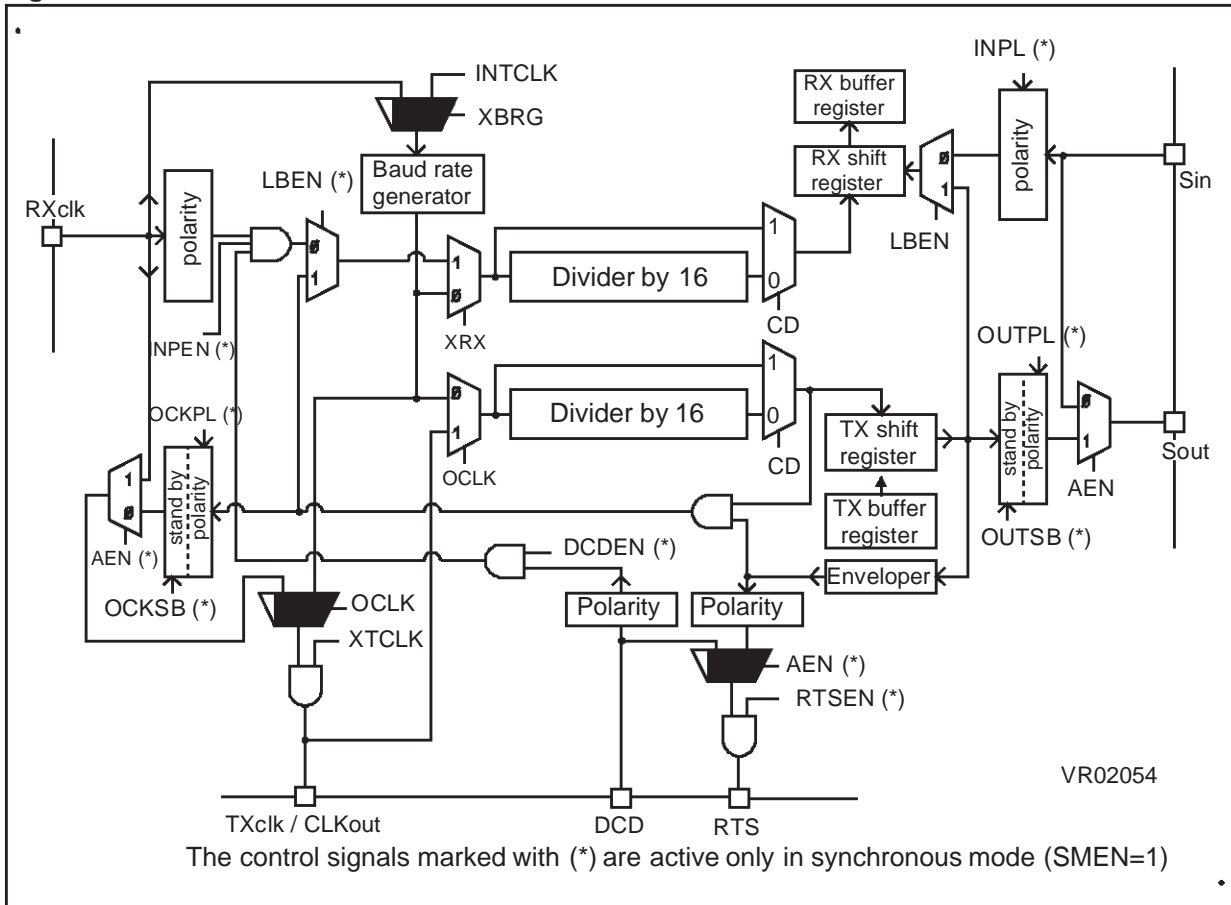 INPL (*)
INTCLK
XBRG
RX buffer
register
LBEN (*)
Baud rate
generator
RX shift
register
0
1
polarity
Sin
RXclk
polarity
LBEN
0
1
1
0
Divider by 16
1
0
CD
INPEN (*)
XRX
OUTPL (*)
OCKPL (*)
0
1
Divider by 16
1
0
CD
TX shift
register
stand by
polarity
0
1
Sout
1
0
stand by
polarity
OCLK
AEN
AEN (*)
DCDEN (*)
TX buffer
register
OUTSB (*)
OCKSB (*)
OCLK
Polarity
Polarity
Enveloper
XTCLK
AEN (*)
RTSEN (*)
VR02054
TXclk / CLKout
DCD
RTS
The control signals marked with (*) are active only in synchronous mode (SMEN=1)